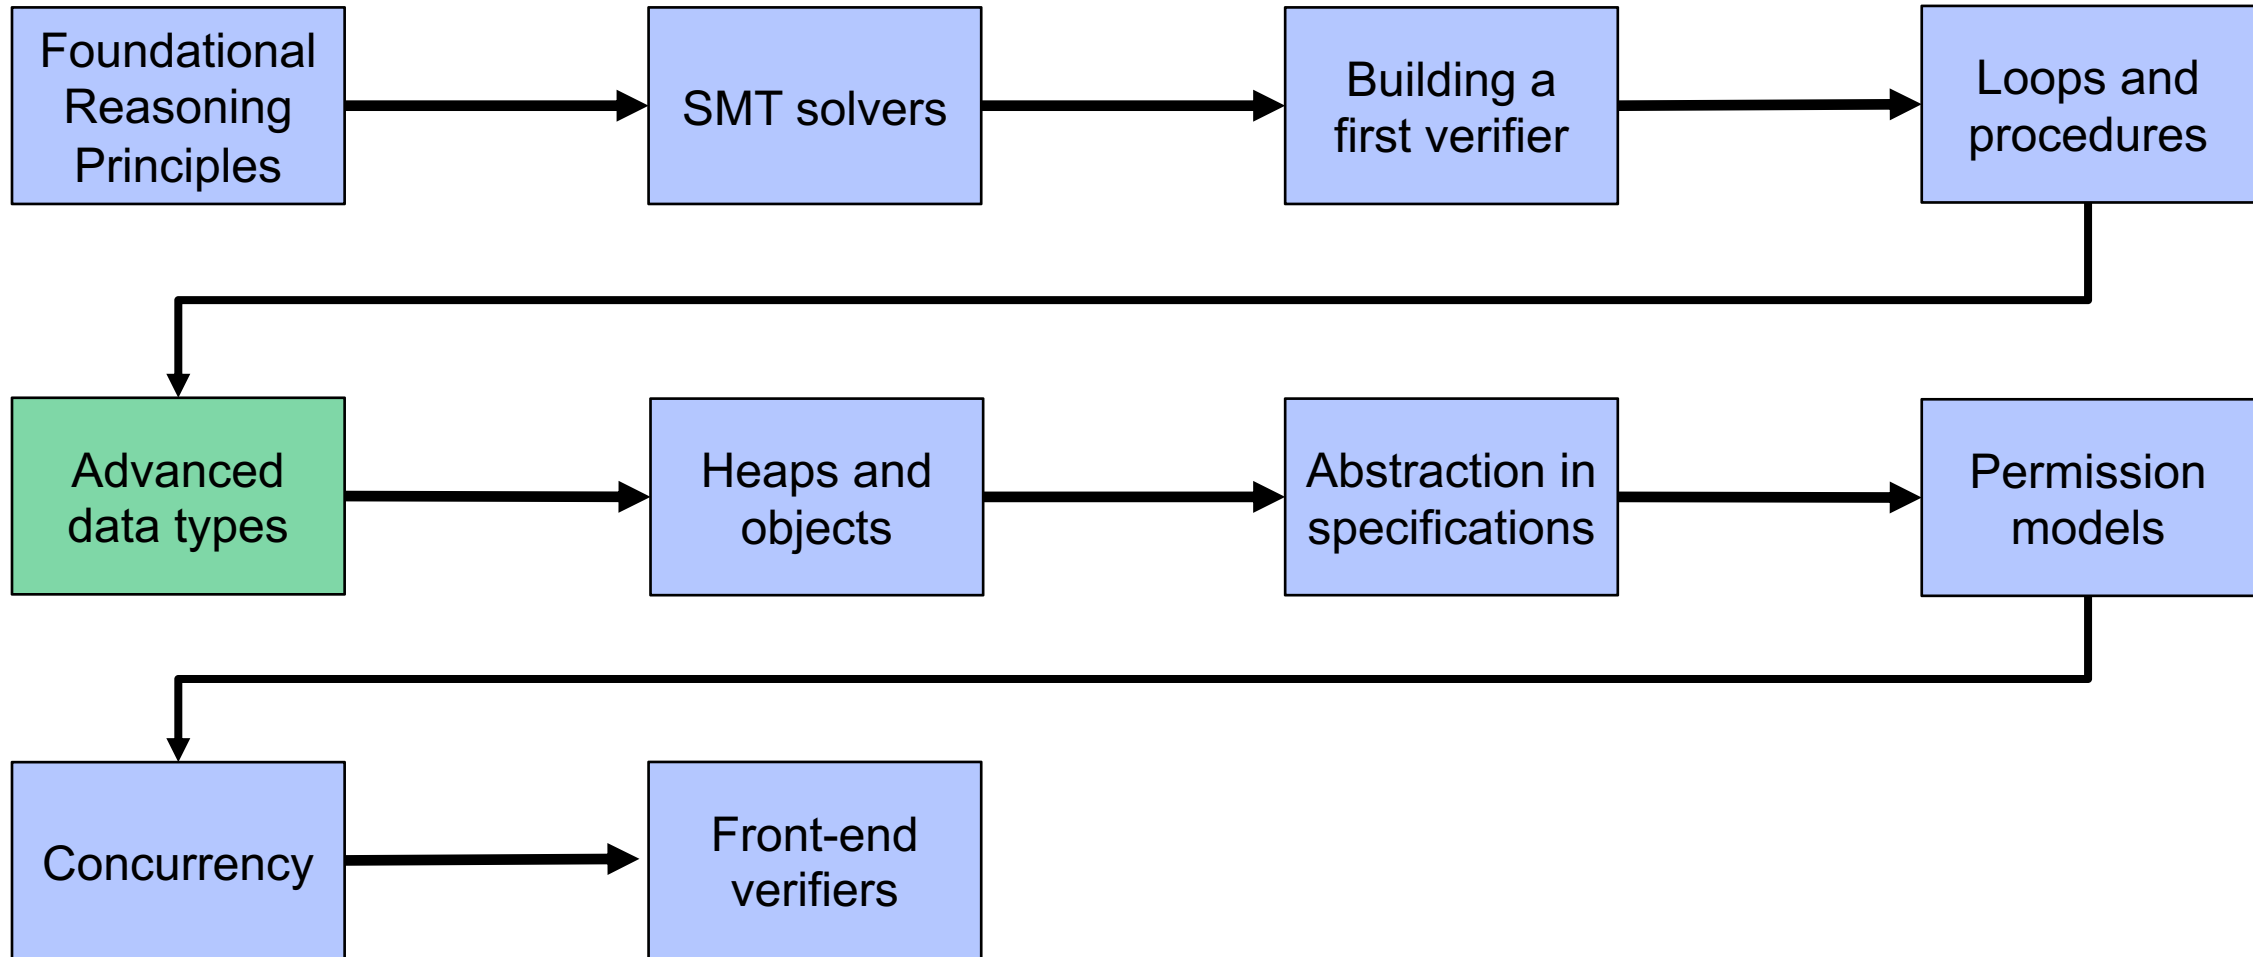 Foundational
Reasoning
Principles
SMT solvers
Building a
first verifier
Loops and
procedures
Advanced
data types
Heaps and
objects
Abstraction in
specifications
Permission
models
Concurrency
Front-end
verifiers